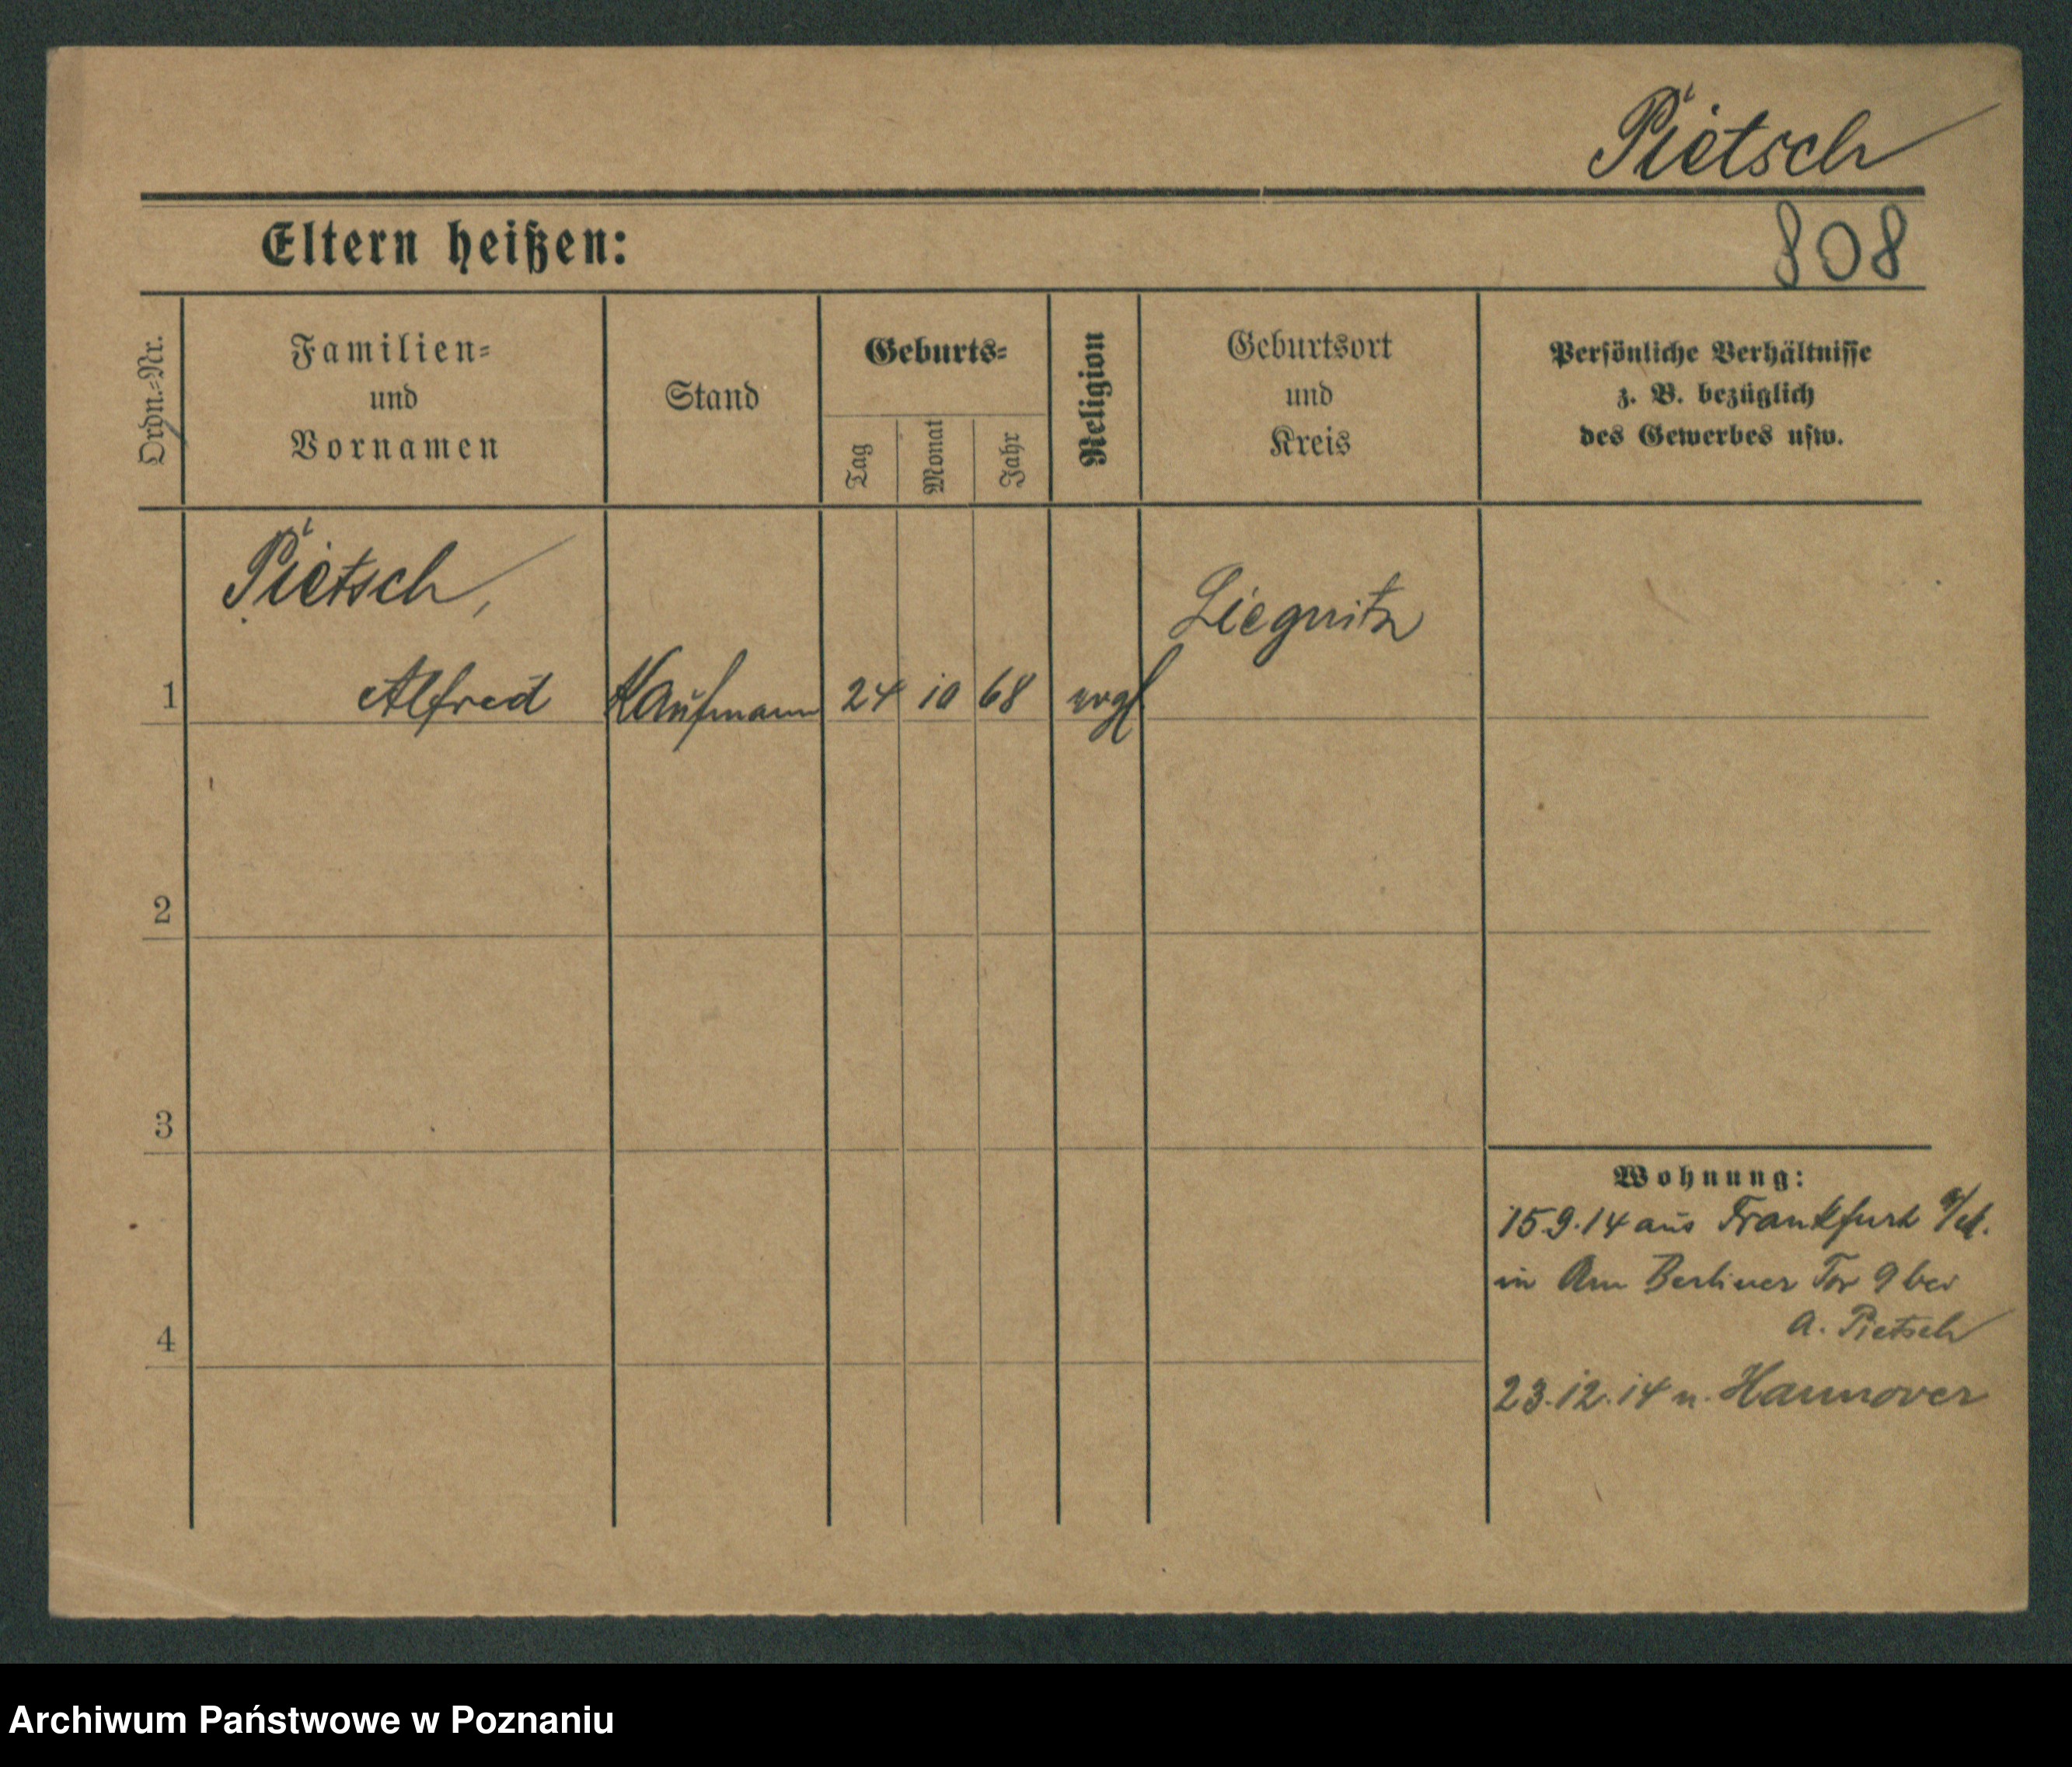 Pietsch
Eltern heißen:
808
Ordn.=Nr.
Familien=
und
Vornamen
Stand
Geburts=
Tag
Monat
Jahr
Religion
Geburtsort
und
Kreis
Persönliche Verhältnisse
z. B. bezüglich
des Gewerbes usw.
Pietsch,
Liegnitz
1 Alfred Kaufmann 24 10 68 evgl
2
3
Wohnung:
15.9.14 aus Frankfurt
in Am Berliner Tor 9 bei
A. Pietsch
4
23.12.14 n. Hannover
Archiwum Państwowe w Poznaniu